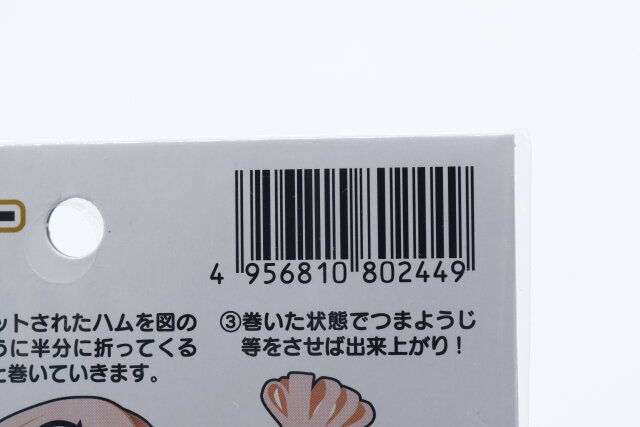 4 956810 802449
ットされたハムを図の
うに半分に折ってくる
と巻いていきます。
③巻いた状態でつまようじ
等をさせば出来上がり！